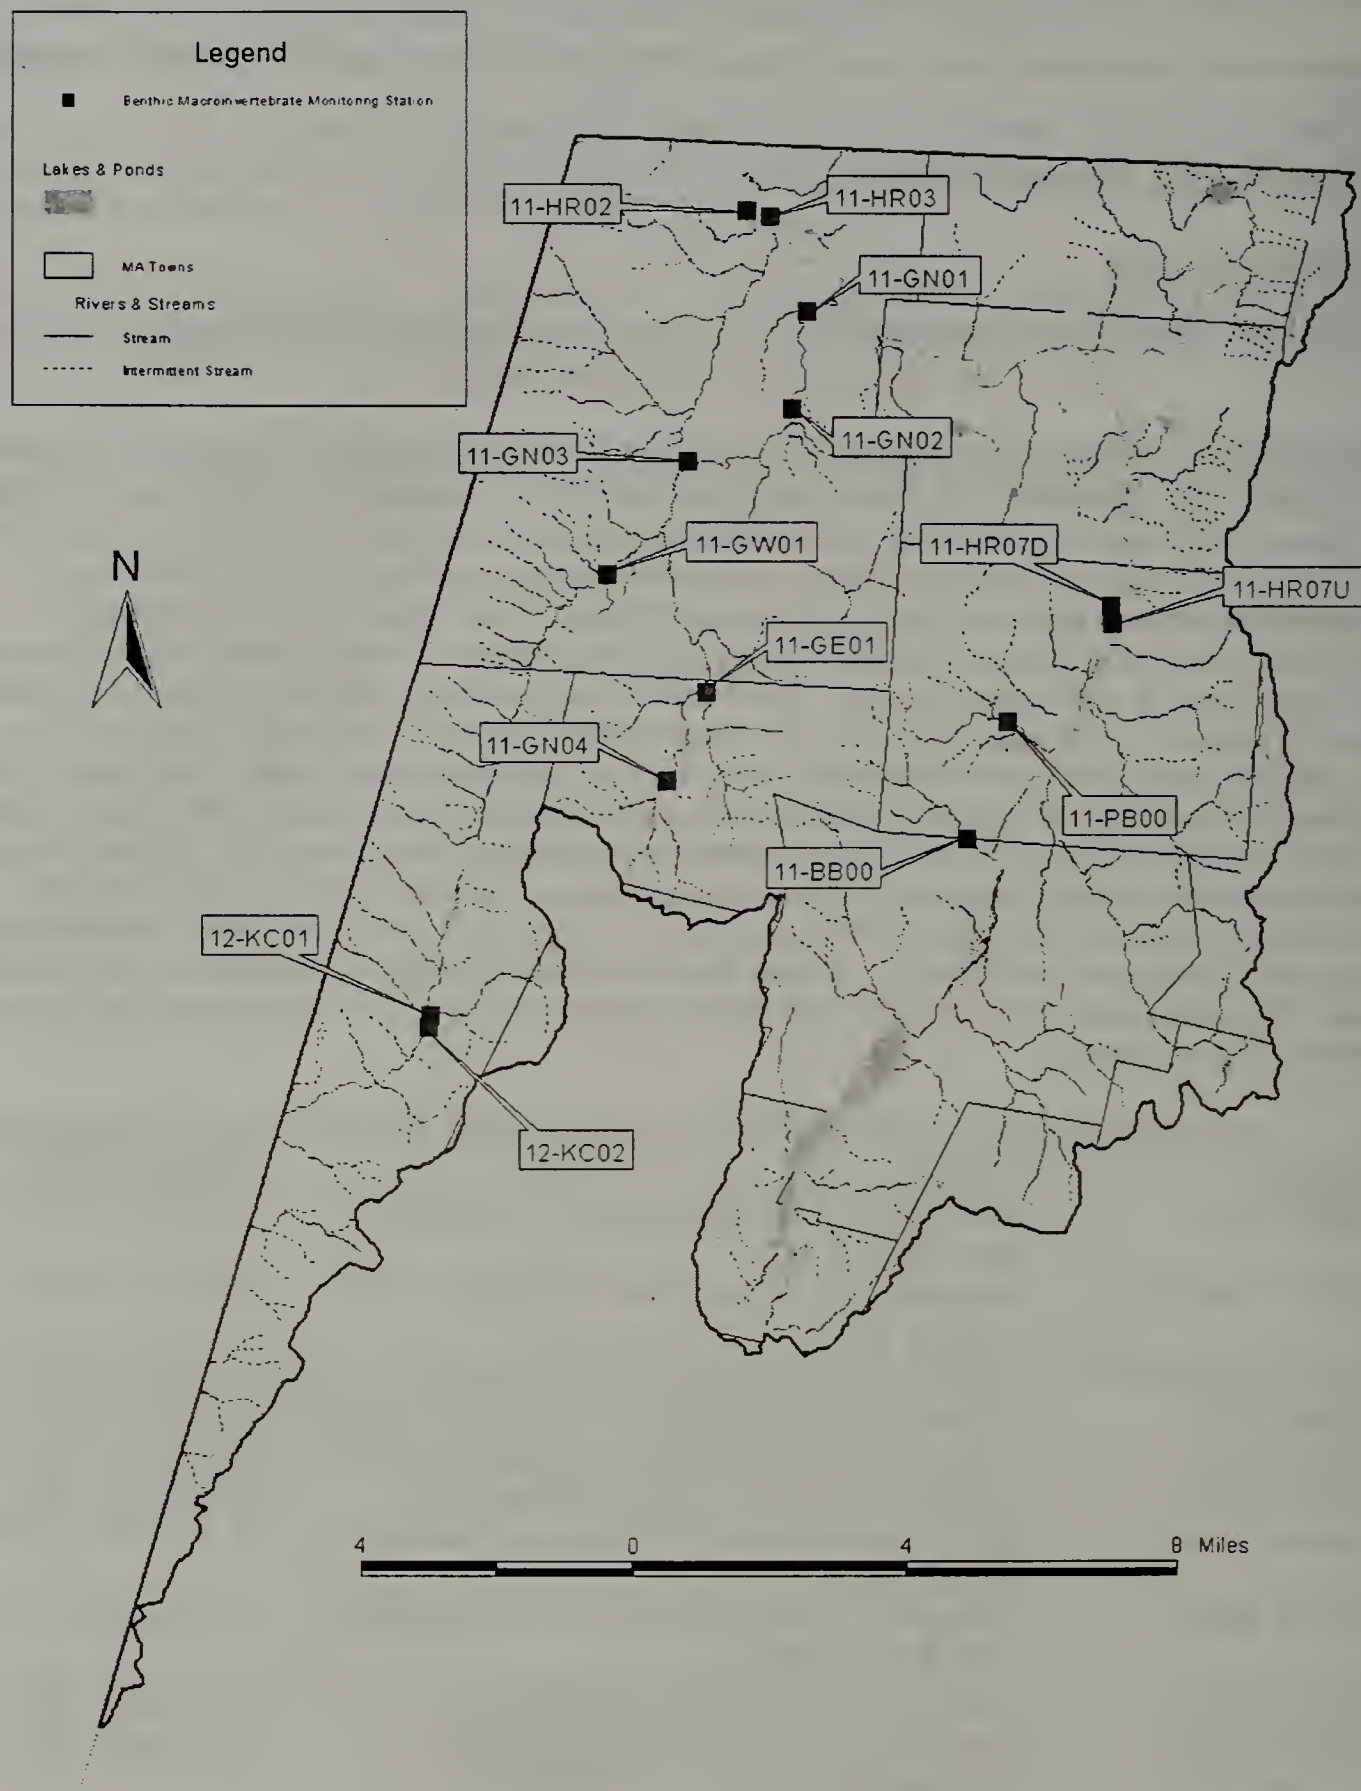 Legend
Benthic Macroinvertebrate Monitoring Station
Lakes & Ponds
MA Towns
Rivers & Streams
Stream
Intermittent Stream
11-HR02
11-HR03
11-GN01
11-GN02
11-GN03
11-GW01
11-HR07D
11-HR07U
N
11-GE01
11-GN04
11-PB00
11-BB00
12-KC01
12-KC02
4 0 4 8 Miles